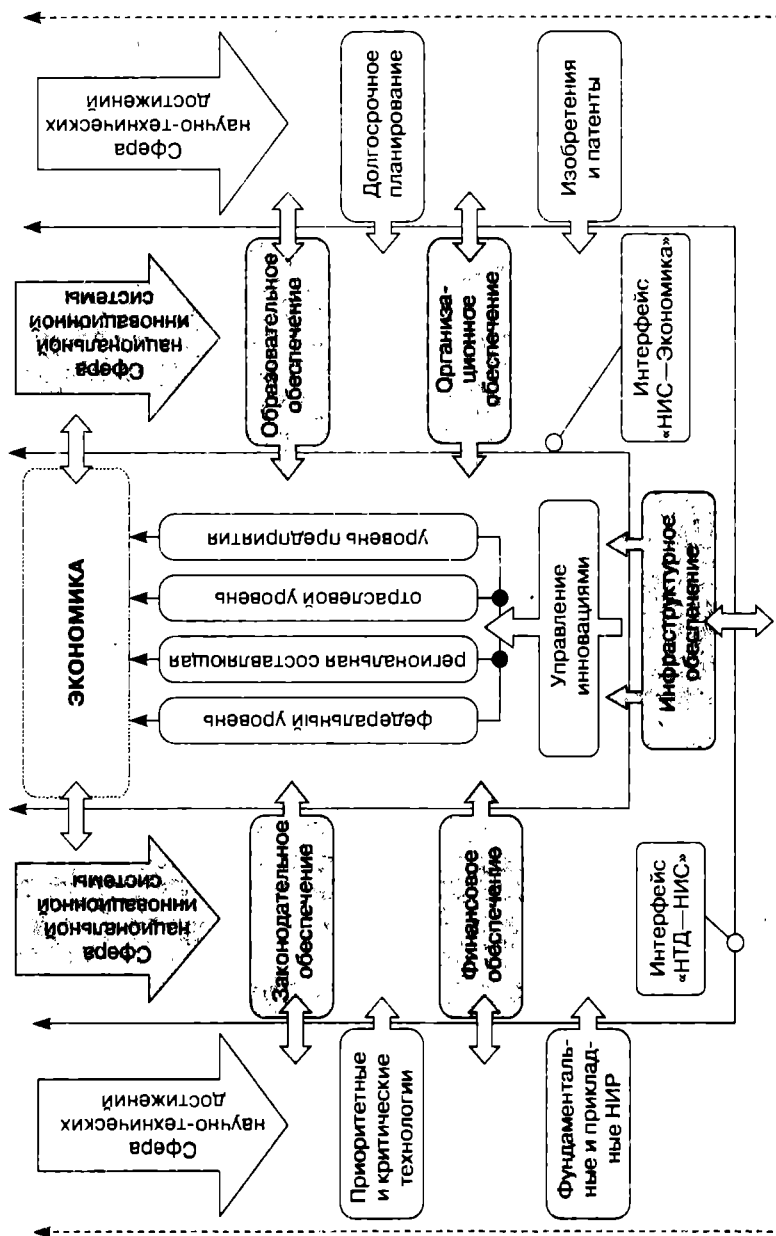 Сфера
научно-технических
достижений
Сфера
национальной
инновационной
системы
ЭКОНОМИКА
Сфера
национальной
инновационной
системы
Сфера
научно-технических
достижений
Приоритетные
и критические
технологии
Законодательное
обеспечение
федеральный уровень
региональная составляющая
отраслевой уровень
уровень предприятия
Образовательное
обеспечение
Долгосрочное
планирование
Фундаменталь-
ные и приклад-
ные НИР
Финансовое
обеспечение
Управление
инновациями
Организа-
ционное
обеспечение
Изобретения
и патенты
Интерфейс
«НТД—НИС»
Инфраструктурное
обеспечение
Интерфейс
«НИС—Экономика»